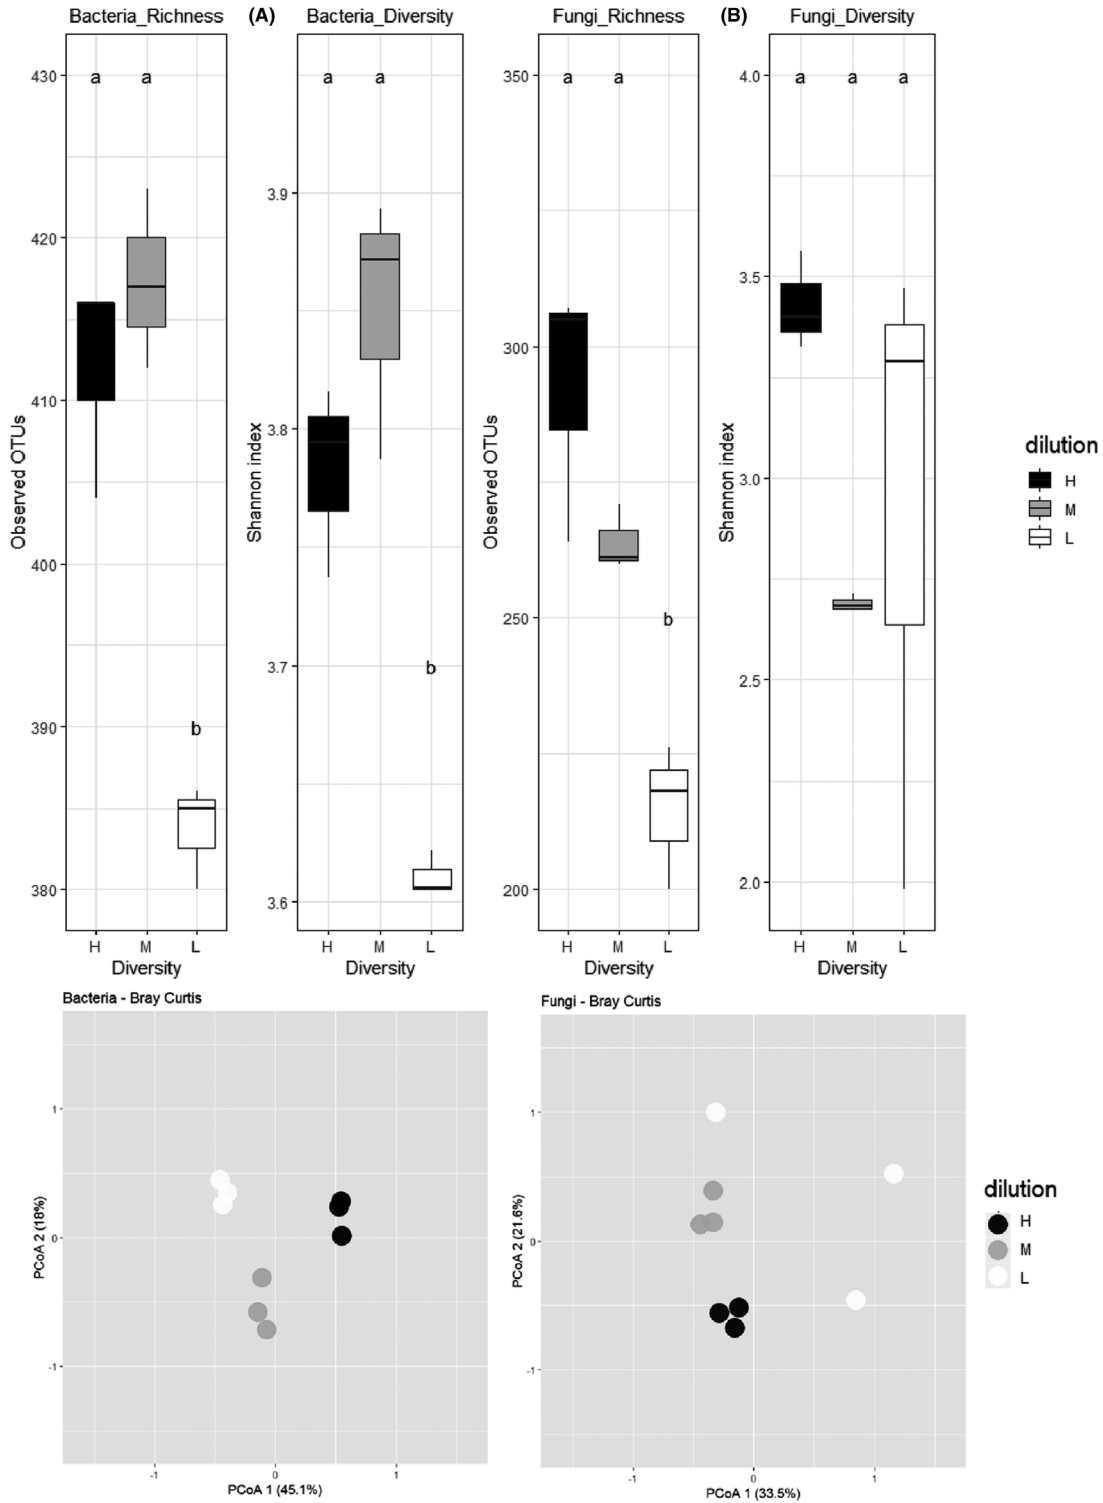 Bacteria_Richness
(A)
Bacteria_Diversity
Fungi_Richness
(B)
Fungi_Diversity
430
420
410
400
390
380
Observed OTUs
a
a
b
H
M
L
Diversity
3.9
3.8
3.7
3.6
Shannon index
a
a
b
H
M
L
Diversity
350
300
250
200
Observed OTUs
a
a
b
H
M
L
Diversity
4.0
3.5
3.0
2.5
2.0
Shannon index
a
a
a
H
M
L
Diversity
dilution
H
M
L
Bacteria - Bray Curtis
1
0
-1
PCoA 2 (18%)
-1
0
1
PCoA 1 (45.1%)
Fungi - Bray Curtis
1
0
-1
PCoA 2 (21.6%)
-1
0
1
PCoA 1 (33.5%)
dilution
H
M
L